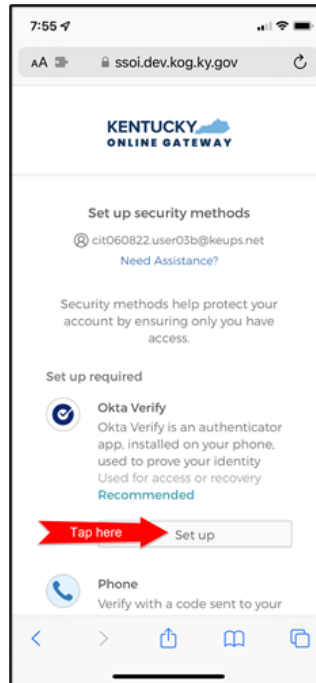 7:55
AA ssoi.dev.kog.ky.gov
KENTUCKY
ONLINE GATEWAY
Set up security methods
cit060822.user03b@keups.net
Need Assistance?
Security methods help protect your
account by ensuring only you have
access.
Set up required
Okta Verify
Okta Verify is an authenticator
app, installed on your phone,
used to prove your identity
Used for access or recovery
Recommended
Tap here
Set up
Phone
Verify with a code sent to your